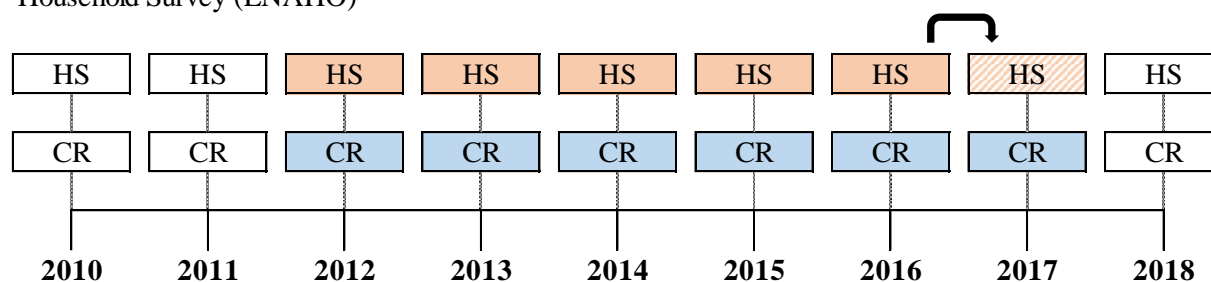 Household Survey (ENAHO)
HS HS HS HS HS HS HS HS HS
CR CR CR CR CR CR CR CR CR
2010 2011 2012 2013 2014 2015 2016 2017 2018